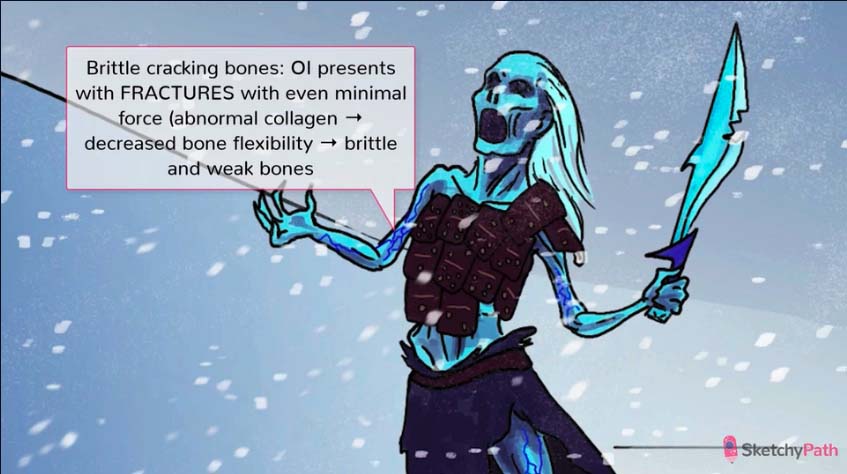 Brittle cracking bones: OI presents
with FRACTURES with even minimal
force (abnormal collagen →
decreased bone flexibility → brittle
and weak bones
SketchyPath